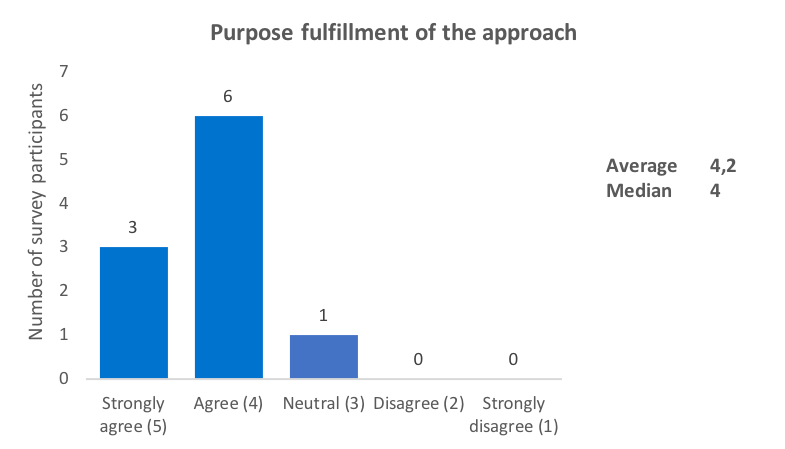 Purpose fulfillment of the approach
Number of survey participants
7
6
5
4
3
2
1
0
3
6
1
0
0
Strongly
agree (5)
Agree (4)
Neutral (3)
Disagree (2)
Strongly
disagree (1)
Average 4,2
Median 4